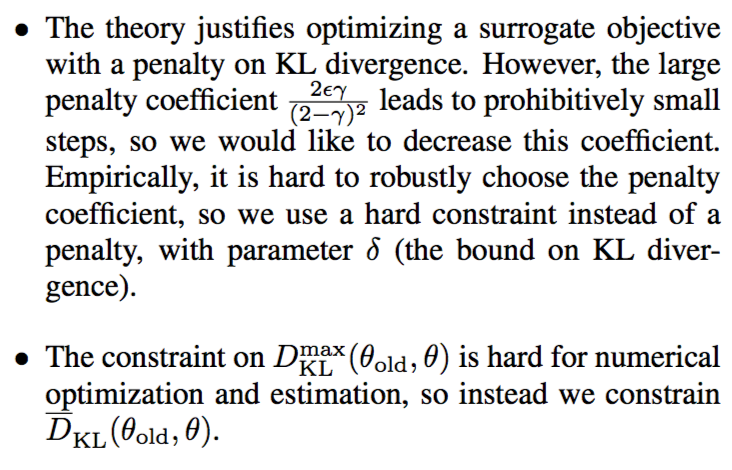 • The theory justifies optimizing a surrogate objective
with a penalty on KL divergence. However, the large
penalty coefficient $\frac{2\epsilon\gamma}{(2-\gamma)^2}$ leads to prohibitively small
steps, so we would like to decrease this coefficient.
Empirically, it is hard to robustly choose the penalty
coefficient, so we use a hard constraint instead of a
penalty, with parameter $\delta$ (the bound on KL diver-
gence).
• The constraint on $D_{\mathrm{KL}}^{\max}(\theta_{\mathrm{old}}, \theta)$ is hard for numerical
optimization and estimation, so instead we constrain
$\overline{D}_{\mathrm{KL}}(\theta_{\mathrm{old}}, \theta)$.